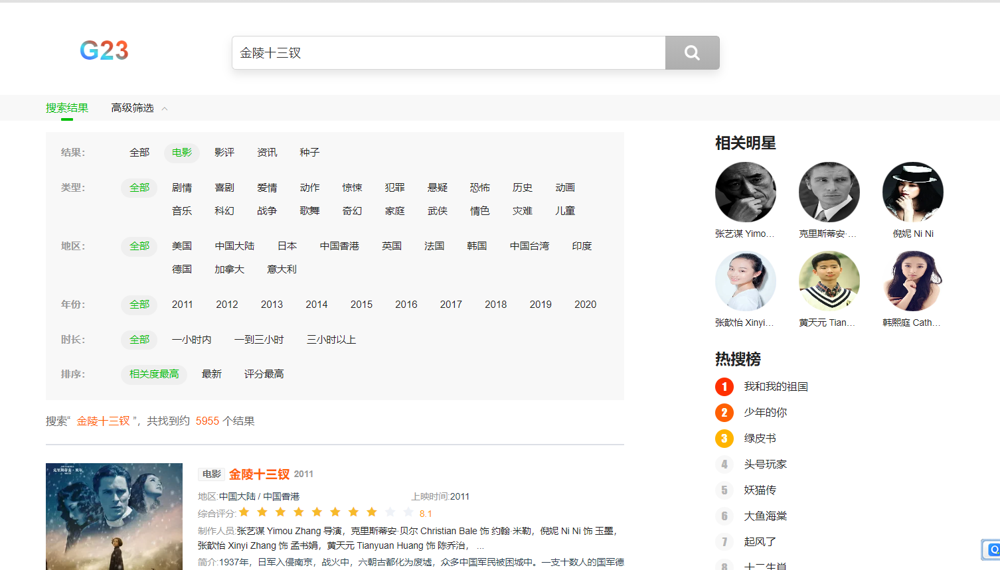 G23
金陵十三钗
搜索结果 高级筛选
结果: 全部 电影 影评 资讯 种子
类型: 全部 剧情 喜剧 爱情 动作 惊悚 犯罪 悬疑 恐怖 历史 动画
音乐 科幻 战争 歌舞 奇幻 家庭 武侠 情色 灾难 儿童
地区: 全部 美国 中国大陆 日本 中国香港 英国 法国 韩国 中国台湾 印度
德国 加拿大 意大利
年份: 全部 2011 2012 2013 2014 2015 2016 2017 2018 2019 2020
时长: 全部 一小时内 一到三小时 三小时以上
排序: 相关度最高 最新 评分最高
搜索“ 金陵十三钗 ”，共找到约 5955 个结果
克里斯蒂安·贝尔
电影 金陵十三钗 2011
地区:中国大陆 / 中国香港 上映时间:2011
综合评分: 8.1
制作人员:张艺谋 Yimou Zhang 导演，克里斯蒂安·贝尔 Christian Bale 饰 约翰·米勒，倪妮 Ni Ni 饰 玉墨，
张歆怡 Xinyi Zhang 饰 孟书娟，黄天元 Tianyuan Huang 饰 陈乔治， ...
简介:1937年，日军入侵南京，战火中，六朝古都化为废墟，众多中国军民被困城中。一支十数人的国军德
相关明星
张艺谋 Yimo... 克里斯蒂安·... 倪妮 Ni Ni
张歆怡 Xinyi... 黄天元 Tian... 韩熙庭 Cath...
热搜榜
1 我和我的祖国
2 少年的你
3 绿皮书
4 头号玩家
5 妖猫传
6 大鱼海棠
7 起风了
8 十二生肖